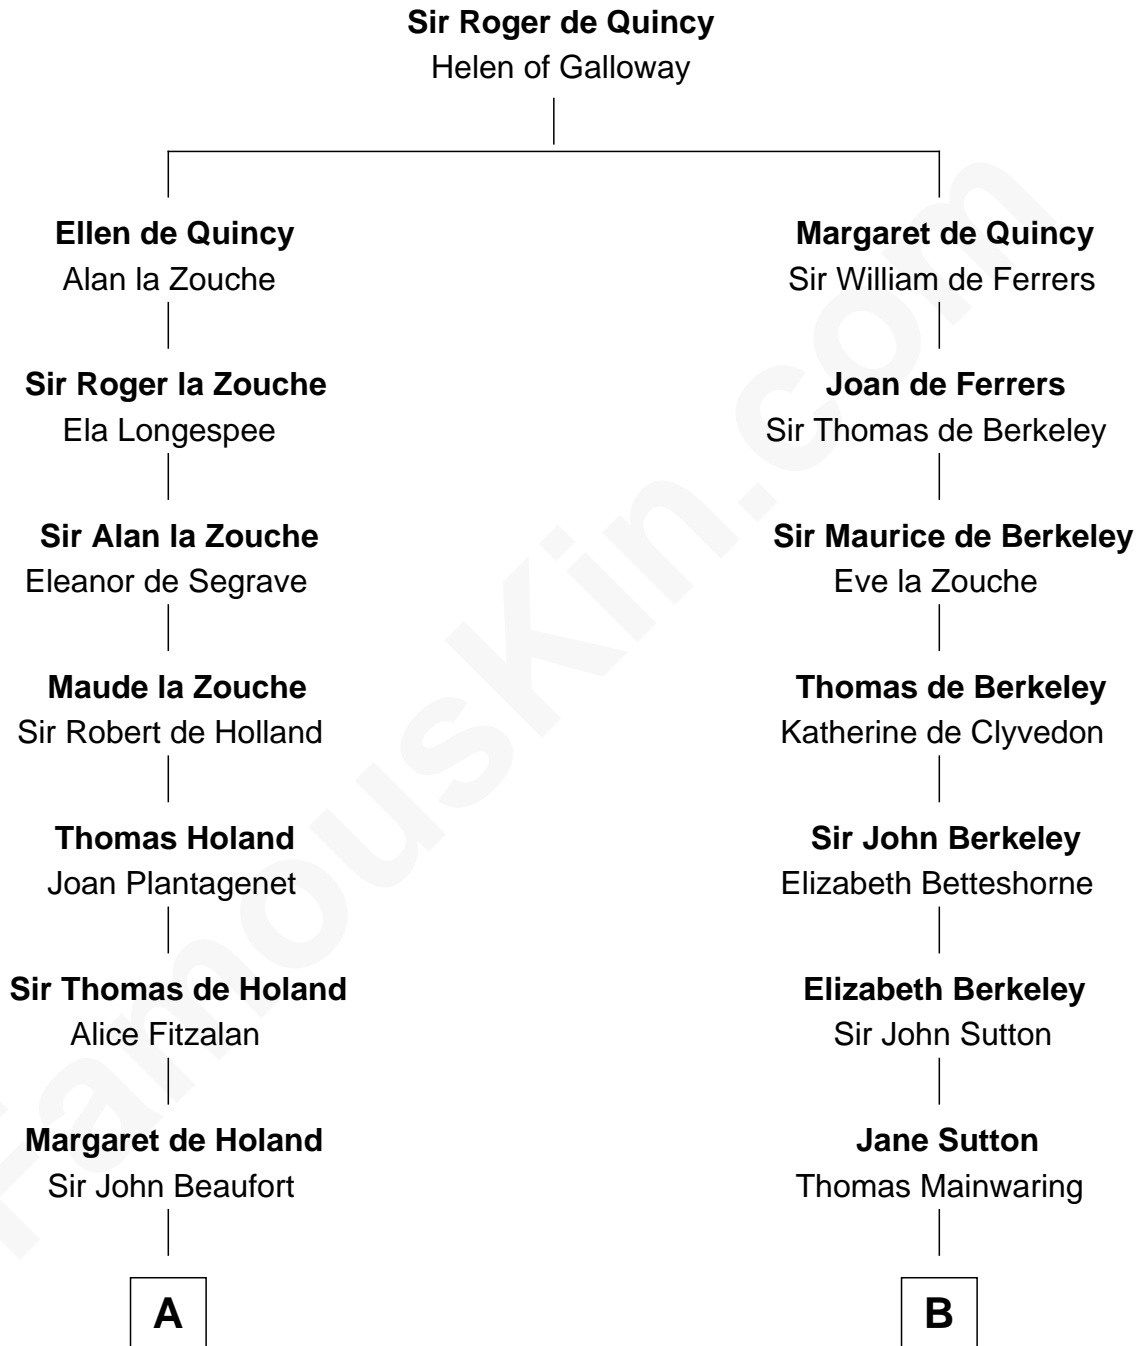 Sir Roger de Quincy
Helen of Galloway
Ellen de Quincy
Alan la Zouche
Margaret de Quincy
Sir William de Ferrers
Sir Roger la Zouche
Ela Longespee
Joan de Ferrers
Sir Thomas de Berkeley
Sir Alan la Zouche
Eleanor de Segrave
Sir Maurice de Berkeley
Eve la Zouche
Maude la Zouche
Sir Robert de Holland
Thomas de Berkeley
Katherine de Clyvedon
Thomas Holand
Joan Plantagenet
Sir John Berkeley
Elizabeth Betteshorne
Sir Thomas de Holand
Alice Fitzalan
Elizabeth Berkeley
Sir John Sutton
Margaret de Holand
Sir John Beaufort
Jane Sutton
Thomas Mainwaring
A
B
FamousKin.com